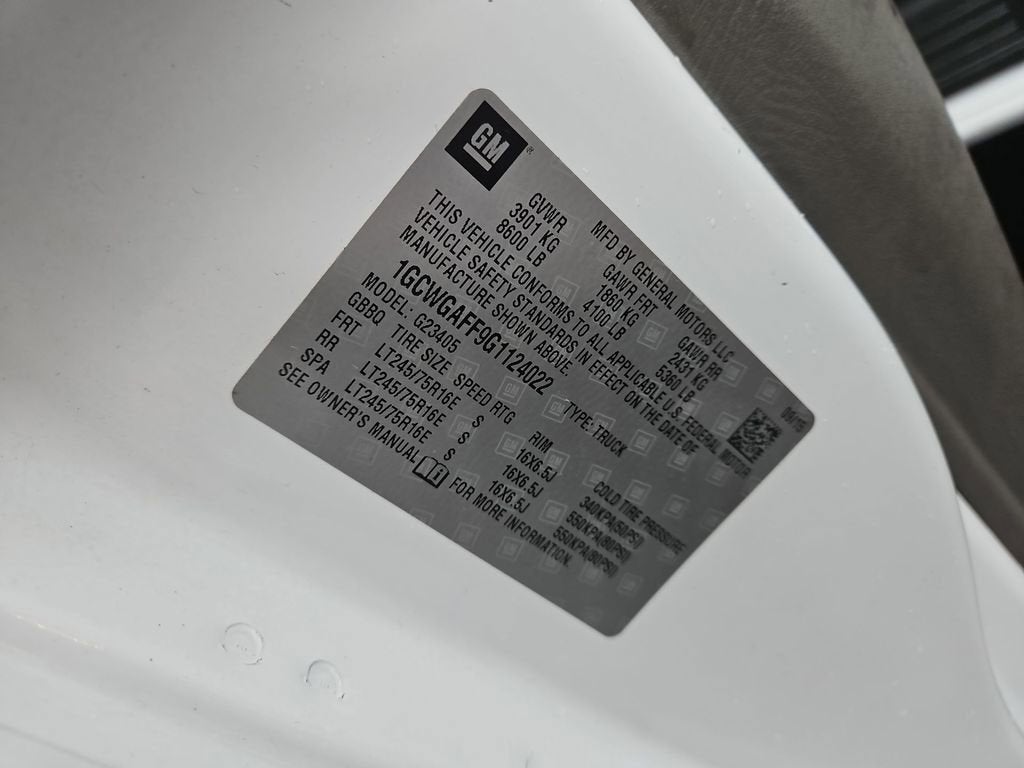 GM
MFD BY GENERAL MOTORS LLC 06/15
GVWR GAWR FRT GAWR RR
3901 KG 1860 KG 2431 KG
8600 LB 4100 LB 5360 LB
THIS VEHICLE CONFORMS TO ALL APPLICABLE U.S. FEDERAL MOTOR
VEHICLE SAFETY STANDARDS IN EFFECT ON THE DATE OF
MANUFACTURE SHOWN ABOVE.
1GCWGAFF9G1124022 TYPE: TRUCK
MODEL: G23405
GBBQ TIRE SIZE SPEED RTG RIM COLD TIRE PRESSURE
FRT LT245/75R16E S 16X6.5J 340KPA(50PSI)
RR LT245/75R16E S 16X6.5J 550KPA(80PSI)
SPA LT245/75R16E S 16X6.5J 550KPA(80PSI)
SEE OWNER'S MANUAL FOR MORE INFORMATION.